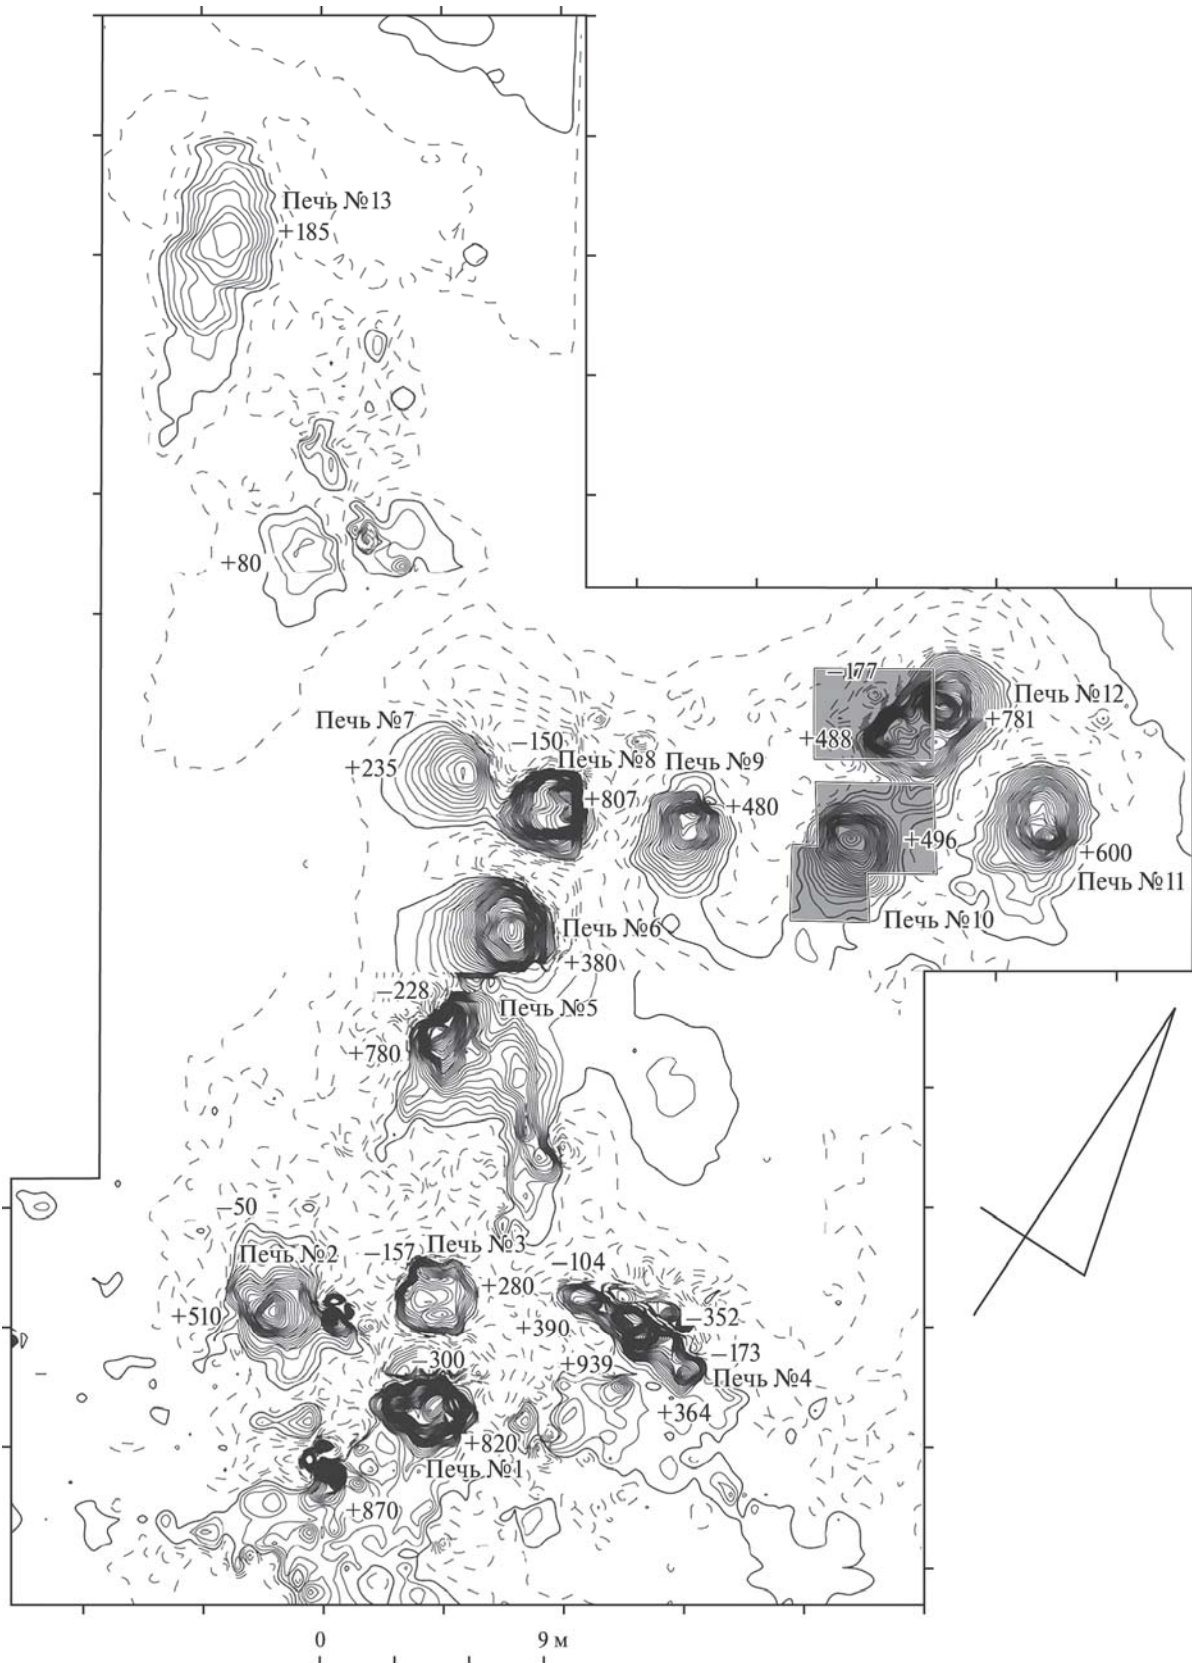 Печь №13
+185
+80
−177
Печь №12
+781
+488
Печь №7
+235
−150
Печь №8
+807
Печь №9
+480
+496
+600
Печь №11
Печь №10
Печь №6
+380
−228
Печь №5
+780
−50
Печь №2
+510
−157
Печь №3
+280
−104
+390
−352
−173
Печь №4
+939
+364
−300
+820
Печь №1
+870
0 9 м